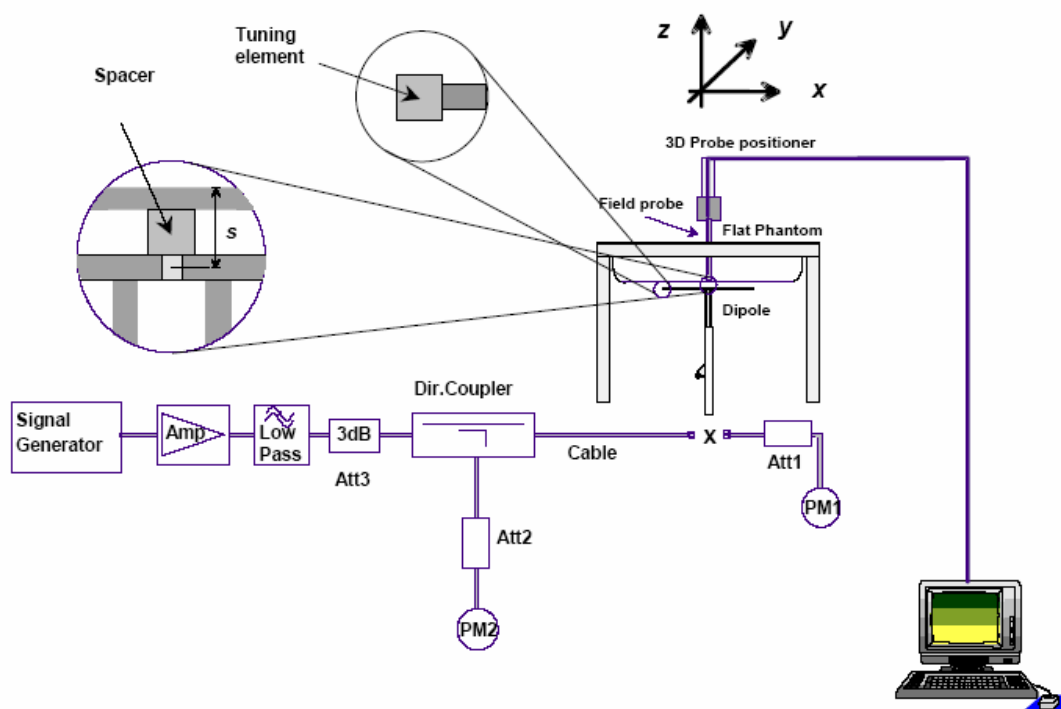 Tuning
element
Spacer
z
y
x
3D Probe positioner
Field probe
Flat Phantom
s
Dipole
Dir.Coupler
Signal
Generator
Amp
Low
Pass
3dB
Att3
Cable
X
Att1
PM1
Att2
PM2